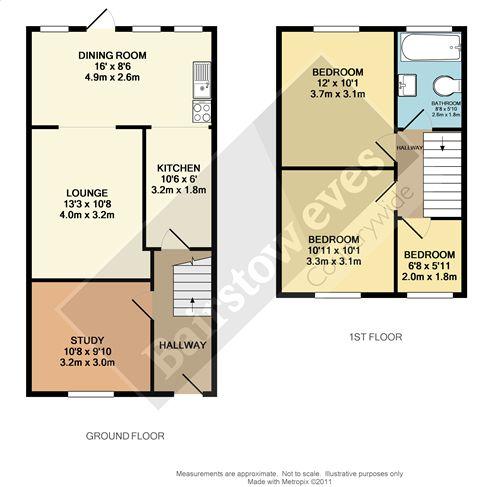 DINING ROOM
16' x 8'6
4.9m x 2.6m
KITCHEN
10'6 x 6'
3.2m x 1.8m
LOUNGE
13'3 x 10'8
4.0m x 3.2m
STUDY
10'8 x 9'10
3.2m x 3.0m
HALLWAY
GROUND FLOOR
BEDROOM
12' x 10'1
3.7m x 3.1m
BATHROOM
8'8 x 5'10
2.6m x 1.8m
HALLWAY
BEDROOM
10'11 x 10'1
3.3m x 3.1m
BEDROOM
6'8 x 5'11
2.0m x 1.8m
1ST FLOOR
bairstow eves
Countrywide
Measurements are approximate. Not to scale. Illustrative purposes only
Made with Metropix ©2011